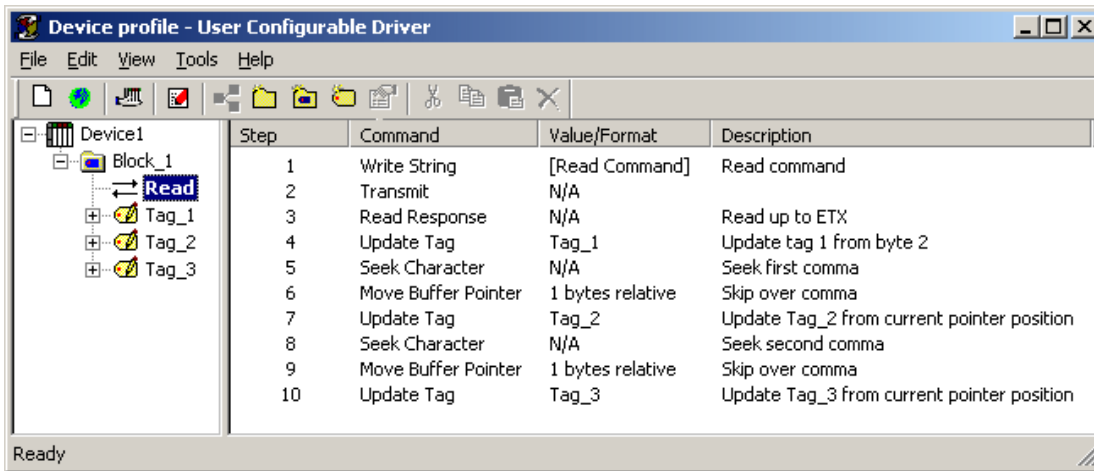 Device profile - User Configurable Driver
File Edit View Tools Help
Device1
Block_1
Read
Tag_1
Tag_2
Tag_3
Step Command Value/Format Description
1 Write String [Read Command] Read command
2 Transmit N/A
3 Read Response N/A Read up to ETX
4 Update Tag Tag_1 Update tag 1 from byte 2
5 Seek Character N/A Seek first comma
6 Move Buffer Pointer 1 bytes relative Skip over comma
7 Update Tag Tag_2 Update Tag_2 from current pointer position
8 Seek Character N/A Seek second comma
9 Move Buffer Pointer 1 bytes relative Skip over comma
10 Update Tag Tag_3 Update Tag_3 from current pointer position
Ready